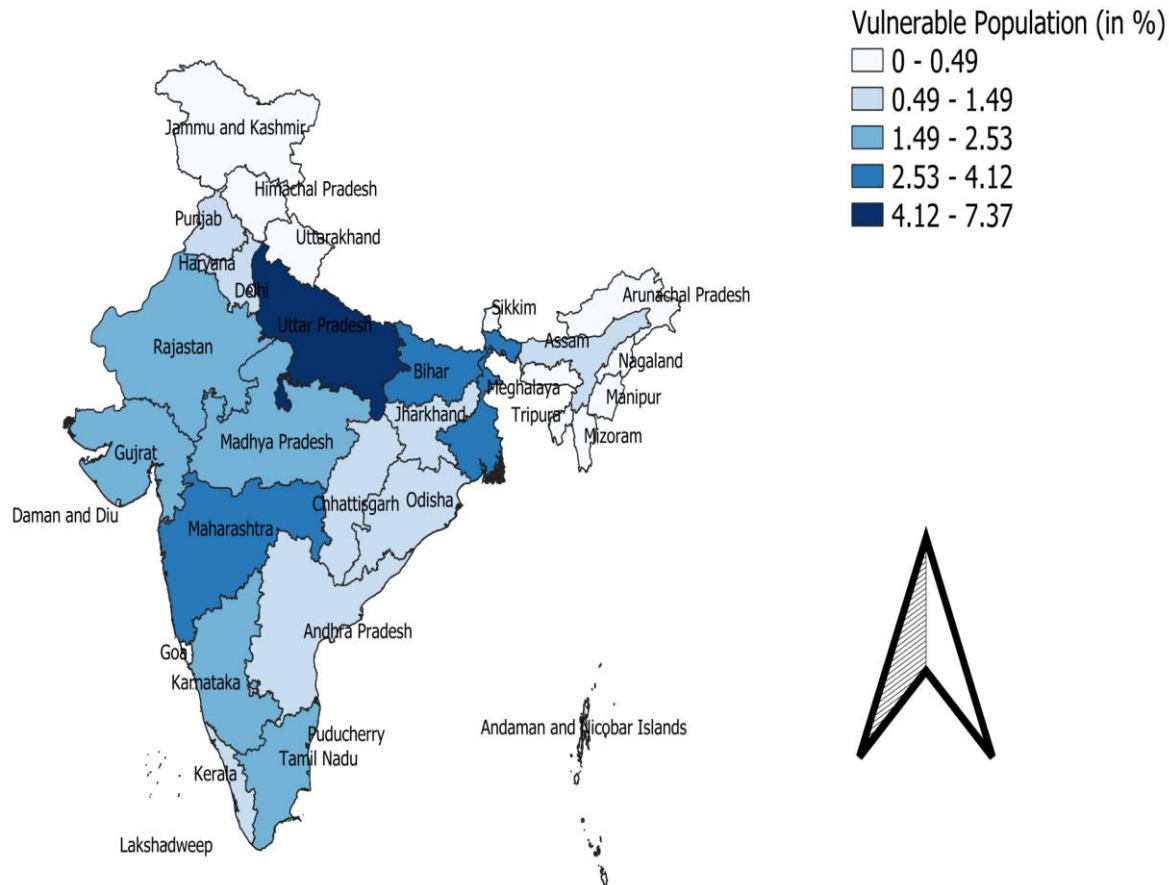 Vulnerable Population (in %)
0 - 0.49
0.49 - 1.49
1.49 - 2.53
2.53 - 4.12
4.12 - 7.37
Jammu and Kashmir
Himachal Pradesh
Punjab
Uttarakhand
Haryana
Delhi
Uttar Pradesh
Rajastan
Bihar
Sikkim
Arunachal Pradesh
Assam
Nagaland
Meghalaya
Manipur
Tripura
Mizoram
Jharkhand
Madhya Pradesh
Gujrat
Daman and Diu
Chhattisgarh
Odisha
Maharashtra
Andhra Pradesh
Goa
Karnataka
Puducherry
Tamil Nadu
Kerala
Lakshadweep
Andaman and Nicobar Islands